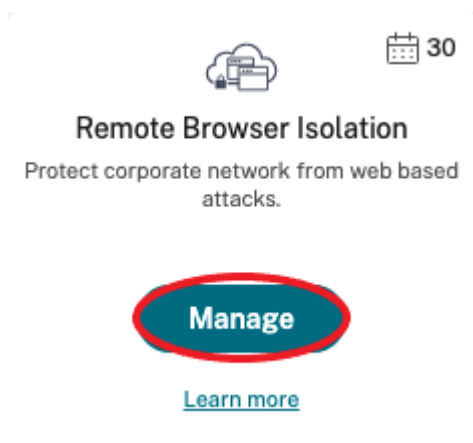 30
Remote Browser Isolation
Protect corporate network from web based
attacks.
Manage
Learn more